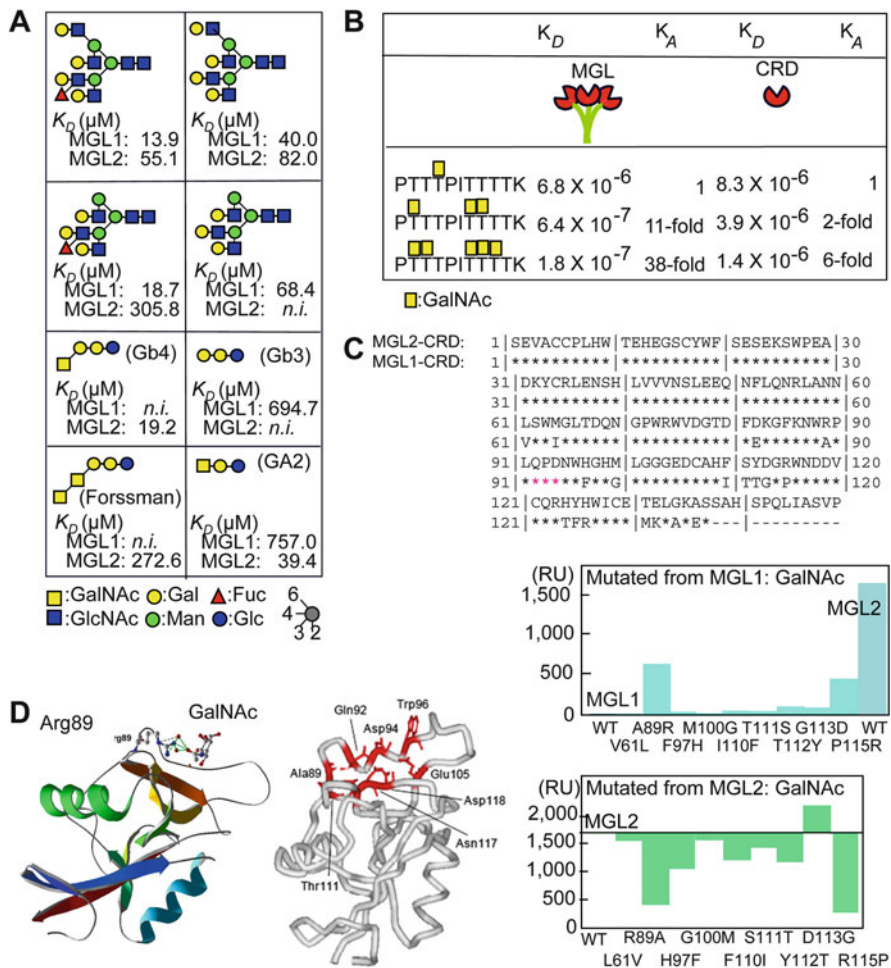 A
K_D (μM)
MGL1: 13.9
MGL2: 55.1
K_D (μM)
MGL1: 40.0
MGL2: 82.0
K_D (μM)
MGL1: 18.7
MGL2: 305.8
K_D (μM)
MGL1: 68.4
MGL2: n.i.
(Gb4)
K_D (μM)
MGL1: n.i.
MGL2: 19.2
(Gb3)
K_D (μM)
MGL1: 694.7
MGL2: n.i.
(Forssman)
K_D (μM)
MGL1: n.i.
MGL2: 272.6
(GA2)
K_D (μM)
MGL1: 757.0
MGL2: 39.4
:GalNAc :Gal :Fuc
:GlcNAc :Man :Glc
6
4
3 2
B
K_D K_A K_D K_A
MGL CRD
PTTTPITTTTK 6.8 X 10^-6 1 8.3 X 10^-6 1
PTTTPITTTTK 6.4 X 10^-7 11-fold 3.9 X 10^-6 2-fold
PTTTPITTTTK 1.8 X 10^-7 38-fold 1.4 X 10^-6 6-fold
:GalNAc
C
MGL2-CRD: 1|SEVACCPLHW|TEHEGSCYWF|SESEKSWPEA|30
MGL1-CRD: 1|**********|**********|**********|30
31|DKYCRLENSH|LVVVNSLEEQ|NFLQNRLANN|60
31|**********|**********|**********|60
61|LSWMGLTDQN|GPWRWVDGTD|FDKGFKNWRP|90
61|V**I******|**********|*E******A*|90
91|LQPDNWHGHM|LGGGEDCAHF|SYDGRWNDDV|120
91|******F**G|*********I|TTG*P*****|120
121|CQRHYHWICE|TELGKASSAH|SPQLIASVP
121|***TFR****|MK*A*E*---|---------
(RU)
Mutated from MGL1: GalNAc
1,500
1,000
500
0
MGL1
MGL2
WT A89R M100G T111S G113D WT
V61L F97H I110F T112Y P115R
(RU)
Mutated from MGL2: GalNAc
2,000
MGL2
1,500
1,000
500
0
WT R89A G100M S111T D113G
L61V H97F F110I Y112T R115P
D
Arg89
GalNAc
Gln92
Asp94
Trp96
Ala89
Glu105
Asp118
Asn117
Thr111